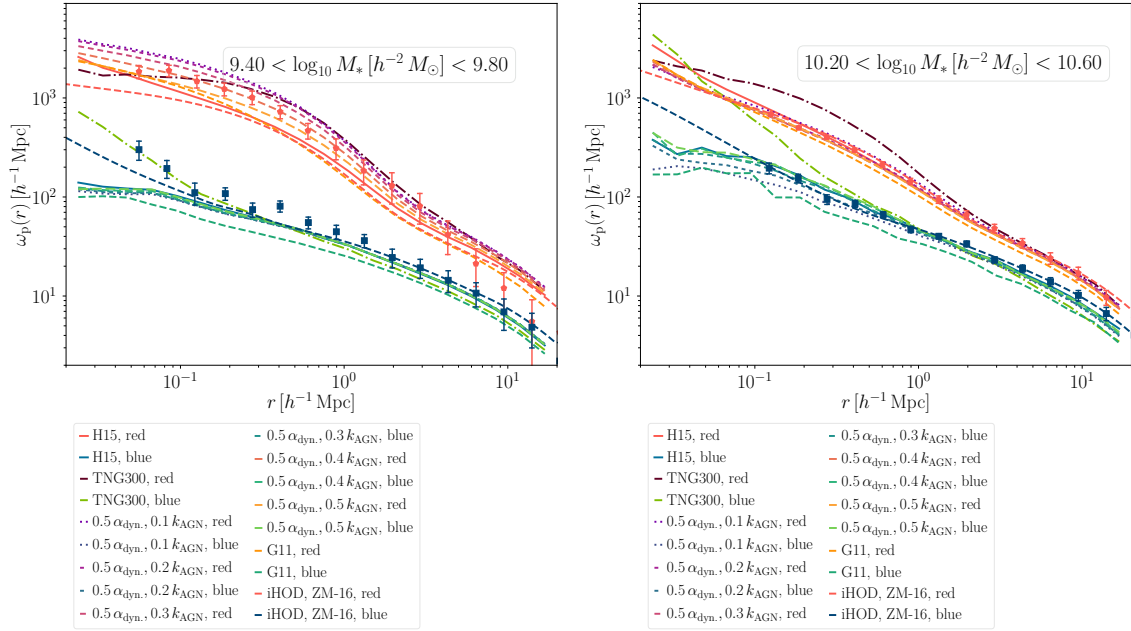 9.40 < log₁₀ M∗ [h⁻² M⊙] < 9.80
10³
10²
10¹
ωₚ(r) [h⁻¹ Mpc]
10⁻¹ 10⁰ 10¹
r [h⁻¹ Mpc]
H15, red
H15, blue
TNG300, red
TNG300, blue
0.5 α_dyn., 0.1 k_AGN, red
0.5 α_dyn., 0.1 k_AGN, blue
0.5 α_dyn., 0.2 k_AGN, red
0.5 α_dyn., 0.2 k_AGN, blue
0.5 α_dyn., 0.3 k_AGN, red
0.5 α_dyn., 0.3 k_AGN, blue
0.5 α_dyn., 0.4 k_AGN, red
0.5 α_dyn., 0.4 k_AGN, blue
0.5 α_dyn., 0.5 k_AGN, red
0.5 α_dyn., 0.5 k_AGN, blue
G11, red
G11, blue
iHOD, ZM-16, red
iHOD, ZM-16, blue
10.20 < log₁₀ M∗ [h⁻² M⊙] < 10.60
10³
10²
10¹
ωₚ(r) [h⁻¹ Mpc]
10⁻¹ 10⁰ 10¹
r [h⁻¹ Mpc]
H15, red
H15, blue
TNG300, red
TNG300, blue
0.5 α_dyn., 0.1 k_AGN, red
0.5 α_dyn., 0.1 k_AGN, blue
0.5 α_dyn., 0.2 k_AGN, red
0.5 α_dyn., 0.2 k_AGN, blue
0.5 α_dyn., 0.3 k_AGN, red
0.5 α_dyn., 0.3 k_AGN, blue
0.5 α_dyn., 0.4 k_AGN, red
0.5 α_dyn., 0.4 k_AGN, blue
0.5 α_dyn., 0.5 k_AGN, red
0.5 α_dyn., 0.5 k_AGN, blue
G11, red
G11, blue
iHOD, ZM-16, red
iHOD, ZM-16, blue